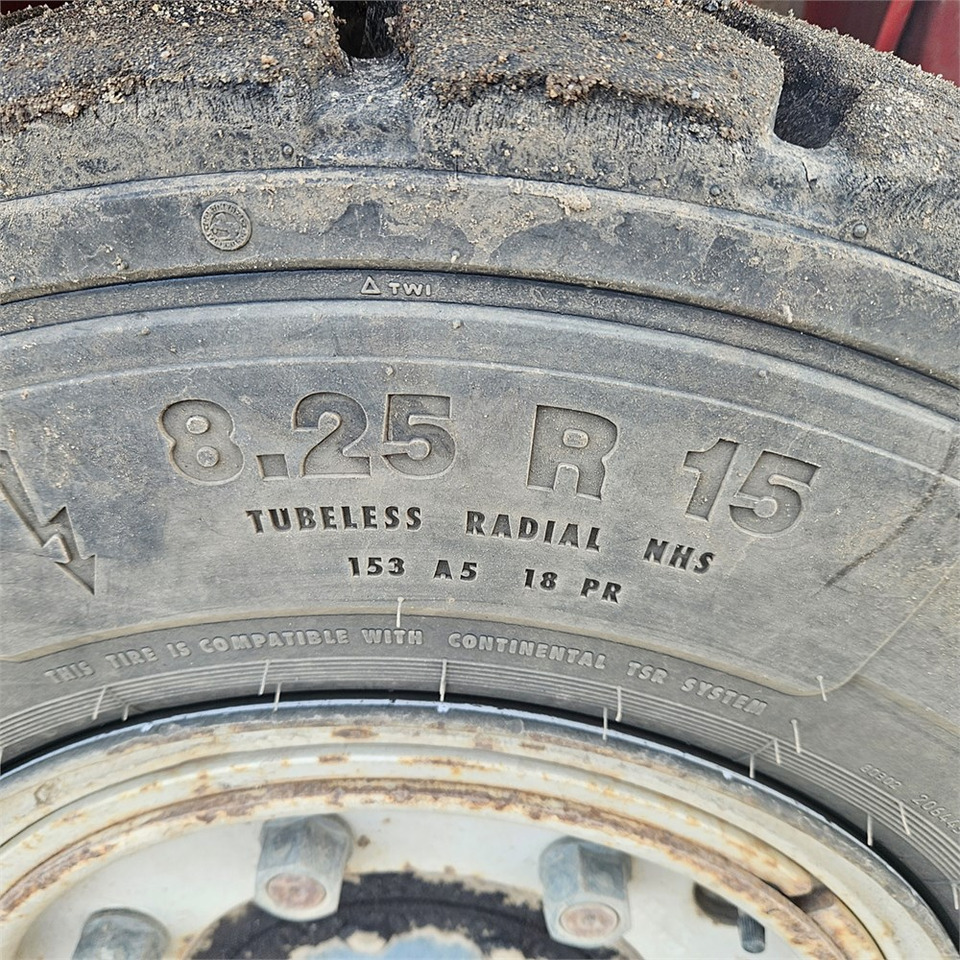 △ TWI
8.25 R 15
TUBELESS RADIAL NHS
153 A5 18 PR
THIS TIRE IS COMPATIBLE WITH CONTINENTAL TSR SYSTEM